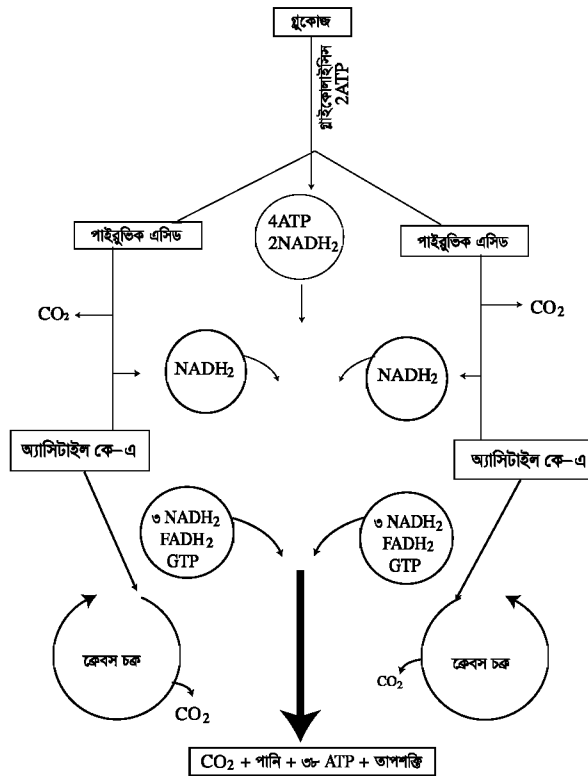 গ্লুকোজ
গ্লাইকোলাইসিস
2ATP
4ATP
2NADH₂
পাইরুভিক এসিড
পাইরুভিক এসিড
CO₂
CO₂
NADH₂
NADH₂
অ্যাসিটাইল কে-এ
অ্যাসিটাইল কে-এ
৩ NADH₂
FADH₂
GTP
৩ NADH₂
FADH₂
GTP
ক্রেবস চক্র
ক্রেবস চক্র
CO₂
CO₂
CO₂ + পানি + ৩৮ ATP + তাপশক্তি